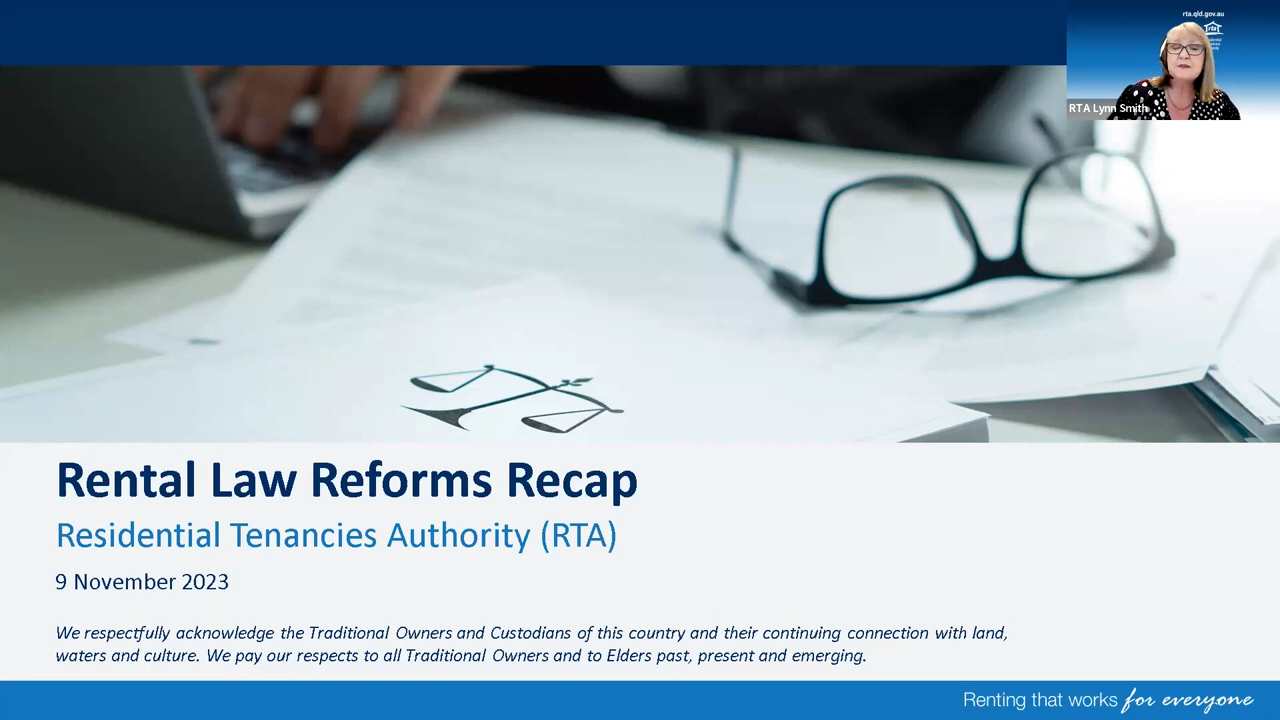 rta.qld.gov.au
rta
RTA Lynn Smith
Rental Law Reforms Recap
Residential Tenancies Authority (RTA)
9 November 2023
We respectfully acknowledge the Traditional Owners and Custodians of this country and their continuing connection with land,
waters and culture. We pay our respects to all Traditional Owners and to Elders past, present and emerging.
Renting that works for everyone